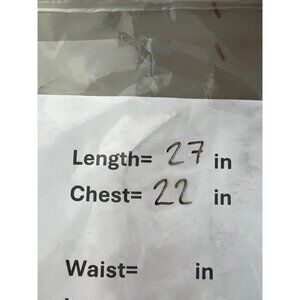 Length= 27 in
Chest= 22 in
Waist= in